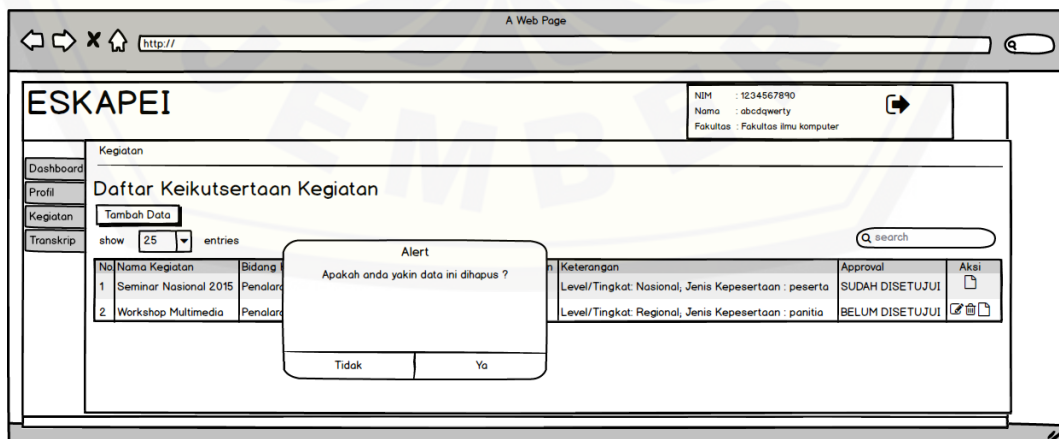 A Web Page
http://
ESKAPEI
NIM : 1234567890
Nama : abcdqwerty
Fakultas : Fakultas ilmu komputer
Kegiatan
Dashboard
Profil
Kegiatan
Transkrip
Daftar Keikutsertaan Kegiatan
Tambah Data
show 25 entries
search
Alert
Apakah anda yakin data ini dihapus ?
Tidak Ya
No Nama Kegiatan Bidang Keterangan Approval Aksi
1 Seminar Nasional 2015 Level/Tingkat: Nasional; Jenis Kepesertaan : peserta SUDAH DISETUJUI
2 Workshop Multimedia Level/Tingkat: Regional; Jenis Kepesertaan : panitia BELUM DISETUJUI
EMBER